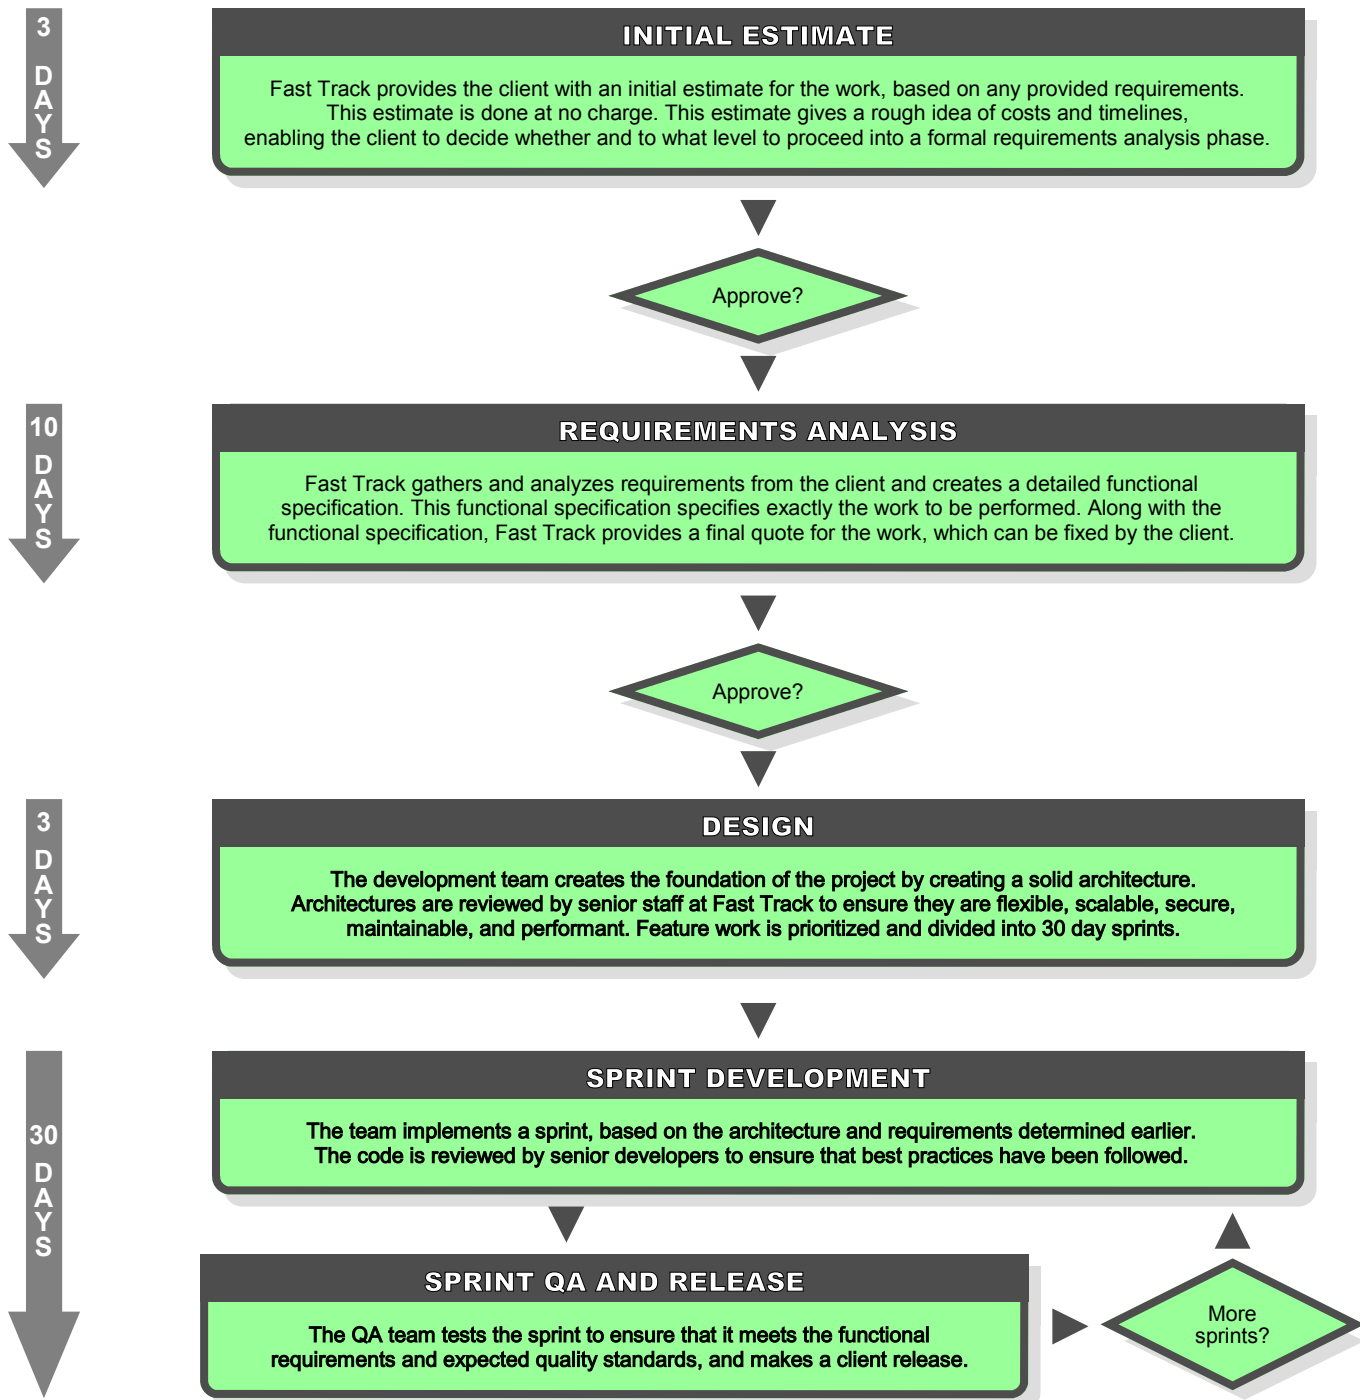 3
D
A
Y
S
INITIAL ESTIMATE
Fast Track provides the client with an initial estimate for the work, based on any provided requirements.
This estimate is done at no charge. This estimate gives a rough idea of costs and timelines,
enabling the client to decide whether and to what level to proceed into a formal requirements analysis phase.
Approve?
10
D
A
Y
S
REQUIREMENTS ANALYSIS
Fast Track gathers and analyzes requirements from the client and creates a detailed functional
specification. This functional specification specifies exactly the work to be performed. Along with the
functional specification, Fast Track provides a final quote for the work, which can be fixed by the client.
Approve?
3
D
A
Y
S
DESIGN
The development team creates the foundation of the project by creating a solid architecture.
Architectures are reviewed by senior staff at Fast Track to ensure they are flexible, scalable, secure,
maintainable, and performant. Feature work is prioritized and divided into 30 day sprints.
30
D
A
Y
S
SPRINT DEVELOPMENT
The team implements a sprint, based on the architecture and requirements determined earlier.
The code is reviewed by senior developers to ensure that best practices have been followed.
SPRINT QA AND RELEASE
The QA team tests the sprint to ensure that it meets the functional
requirements and expected quality standards, and makes a client release.
More
sprints?